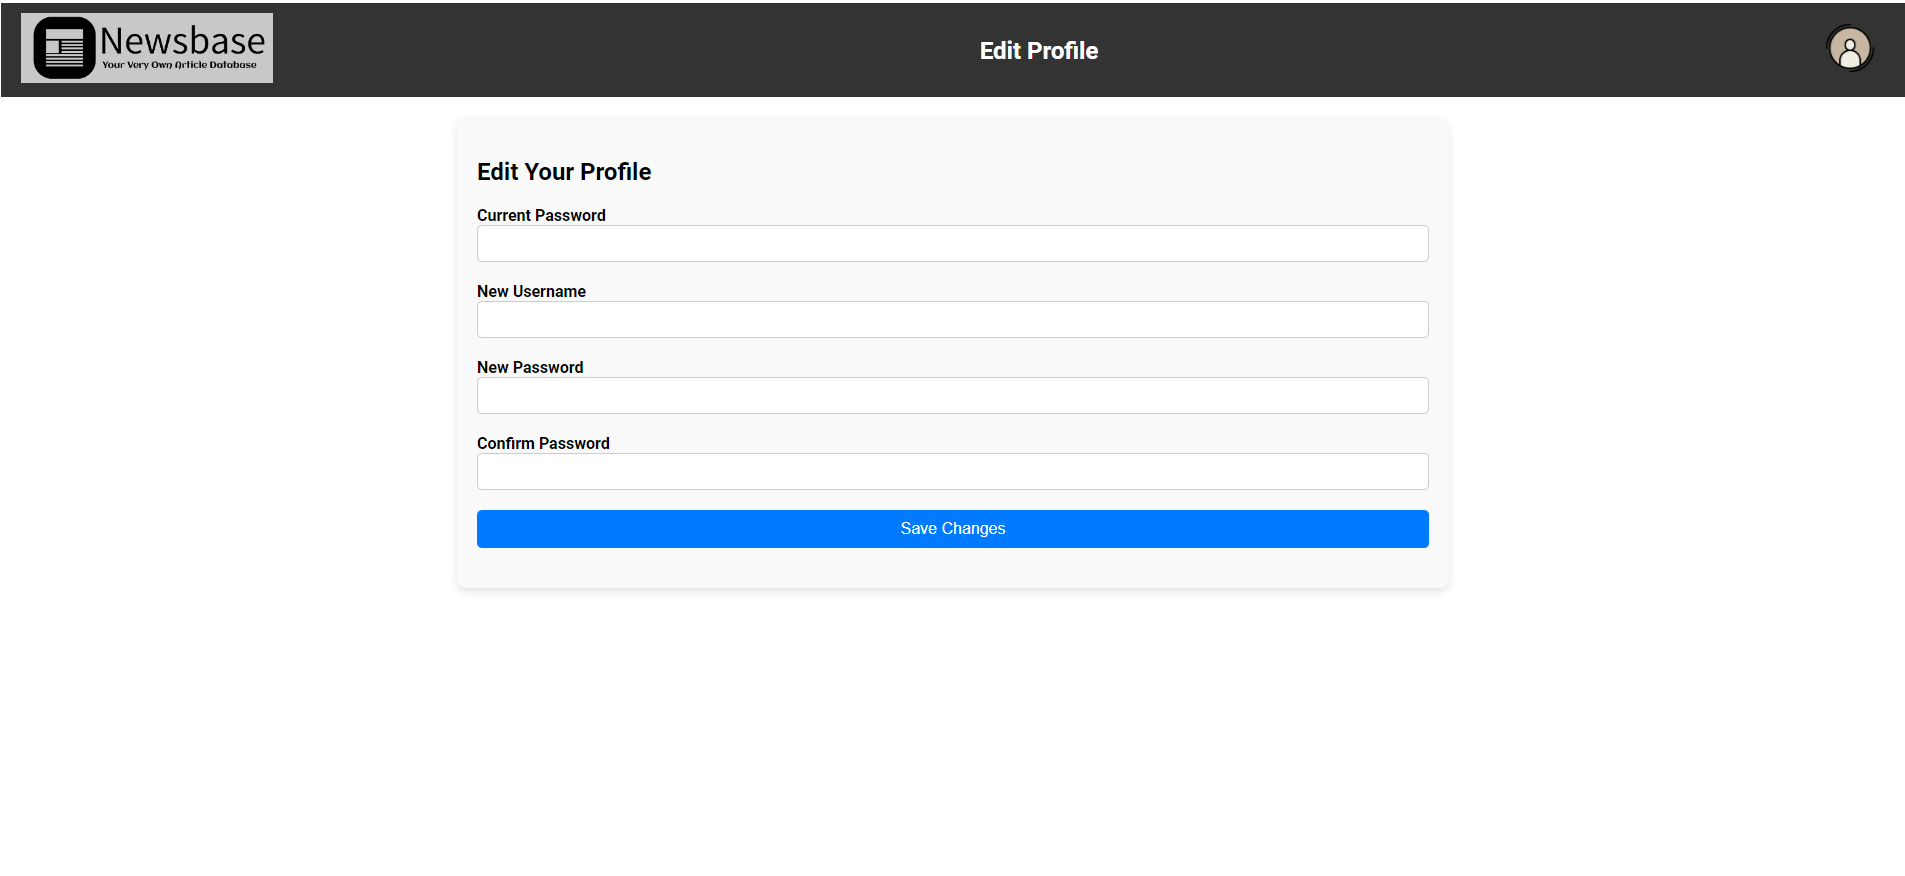 Newsbase
Your Very Own Article Database
Edit Profile
Edit Your Profile
Current Password
New Username
New Password
Confirm Password
Save Changes